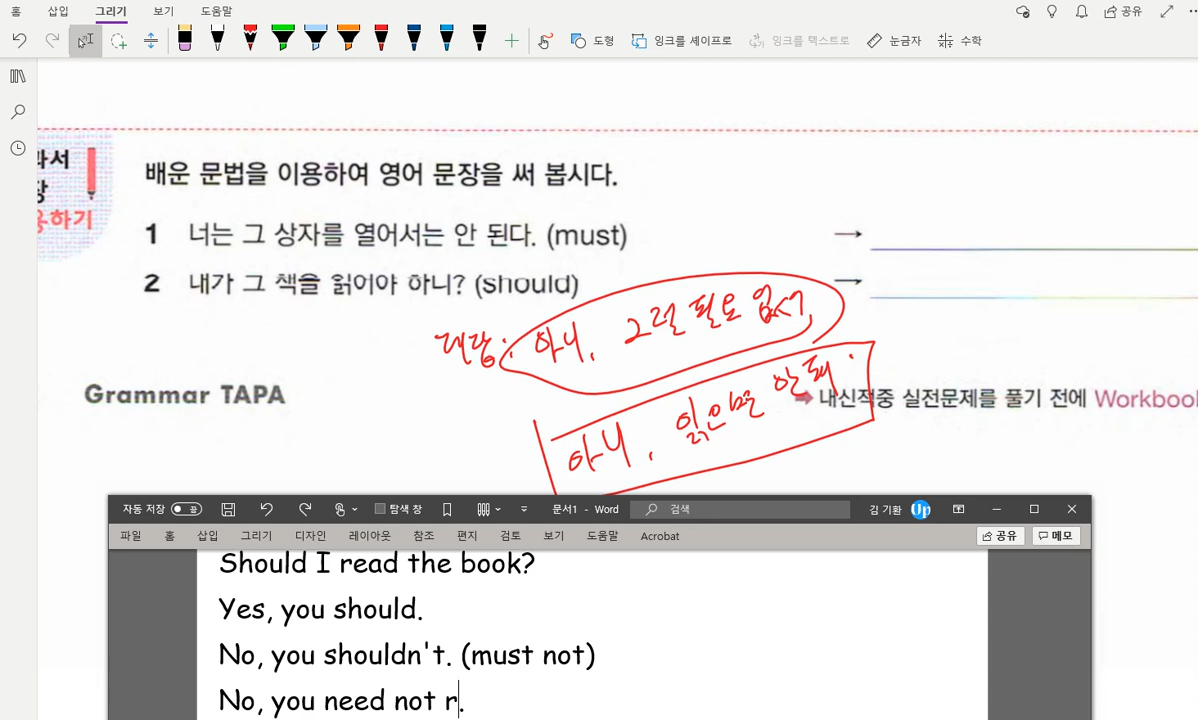 홈 삽입 그리기 보기 도움말 공유
도형 잉크를 셰이프로 잉크를 텍스트로 눈금자 수학
과서
장
용하기
배운 문법을 이용하여 영어 문장을 써 봅시다.
1 너는 그 상자를 열어서는 안 된다. (must) →
2 내가 그 책을 읽어야 하니? (should) →
대답: 아니, 그럴 필요 없어,
아니, 읽으면 안돼.
Grammar TAPA
➡ 내신적중 실전문제를 풀기 전에 Workboo
자동 저장 끔 탐색 창 문서1 - Word 검색 김 기환 Up
파일 홈 삽입 그리기 디자인 레이아웃 참조 편지 검토 보기 도움말 Acrobat 공유 메모
Should I read the book?
Yes, you should.
No, you shouldn't. (must not)
No, you need not r.